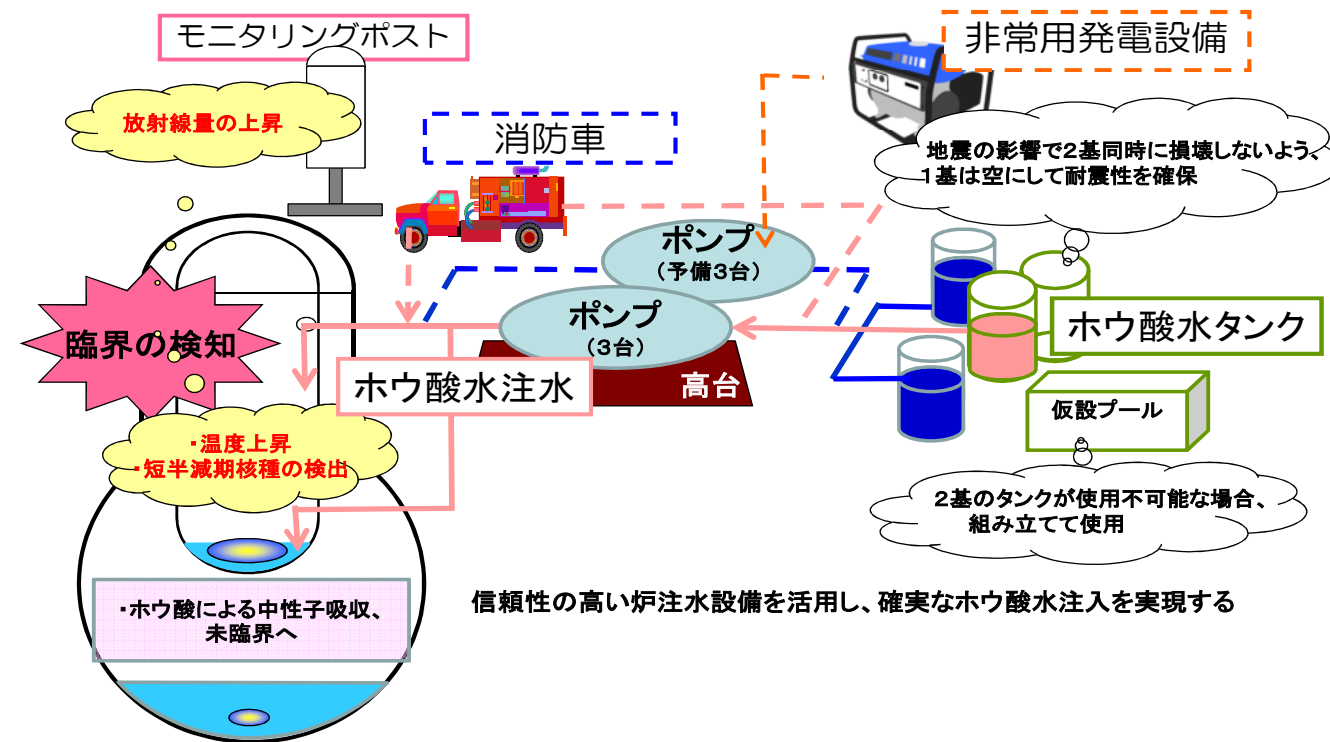 モニタリングポスト
非常用発電設備
放射線量の上昇
消防車
地震の影響で2基同時に損壊しないよう、
1基は空にして耐震性を確保
ポンプ
(予備3台)
ポンプ
(3台)
臨界の検知
ホウ酸水タンク
ホウ酸水注水
高台
仮設プール
・温度上昇
・短半減期核種の検出
2基のタンクが使用不可能な場合、
組み立てて使用
・ホウ酸による中性子吸収、
未臨界へ
信頼性の高い炉注水設備を活用し、確実なホウ酸水注入を実現する